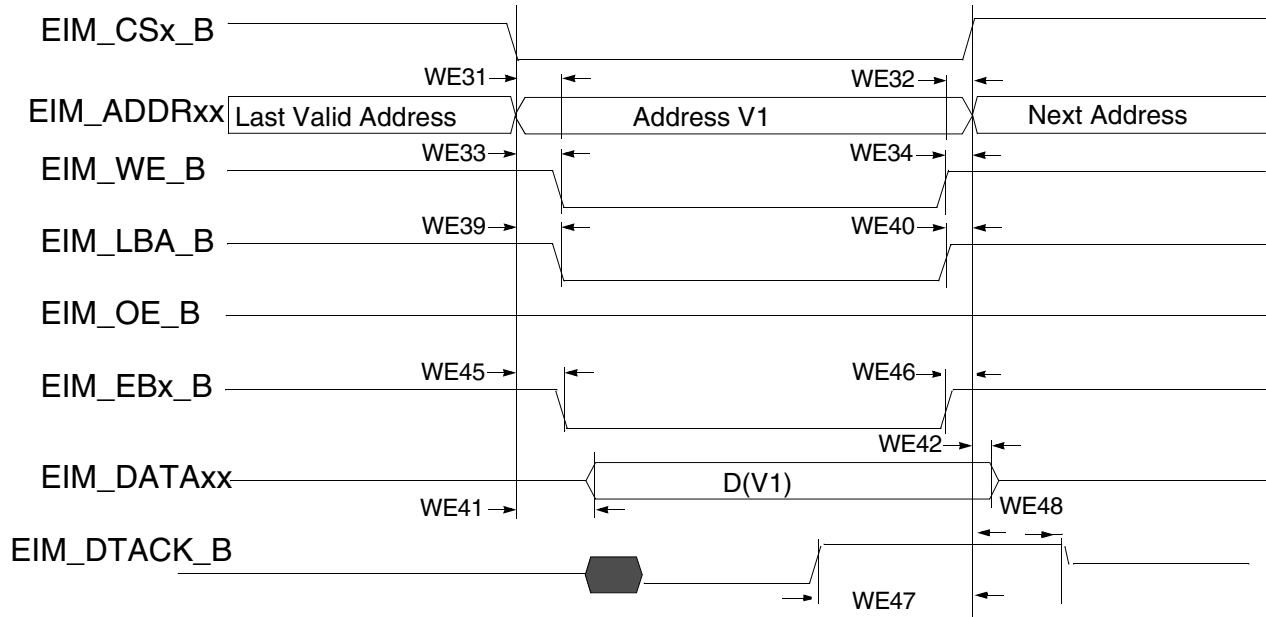 EIM_CSx_B
WE31
WE32
EIM_ADDRxx
Last Valid Address
Address V1
Next Address
WE33
WE34
EIM_WE_B
WE39
WE40
EIM_LBA_B
EIM_OE_B
WE45
WE46
EIM_EBx_B
WE42
EIM_DATAxx
D(V1)
WE41
WE48
EIM_DTACK_B
WE47